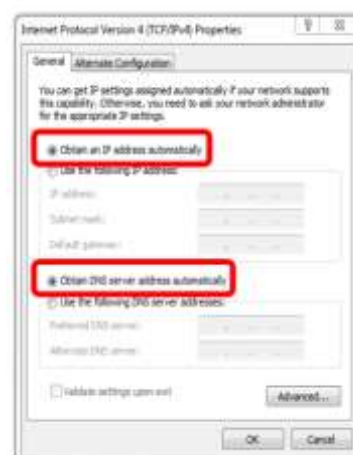 Internet Protocol Version 4 (TCP/IPv4) Properties
General
Alternate Configuration
You can get IP settings assigned automatically if your network supports
this capability. Otherwise, you need to ask your network administrator
for the appropriate IP settings.
Obtain an IP address automatically
Use the following IP address:
IP address:
Subnet mask:
Default gateway:
Obtain DNS server address automatically
Use the following DNS server addresses:
Preferred DNS server:
Alternate DNS server:
Validate settings upon exit
Advanced...
OK
Cancel